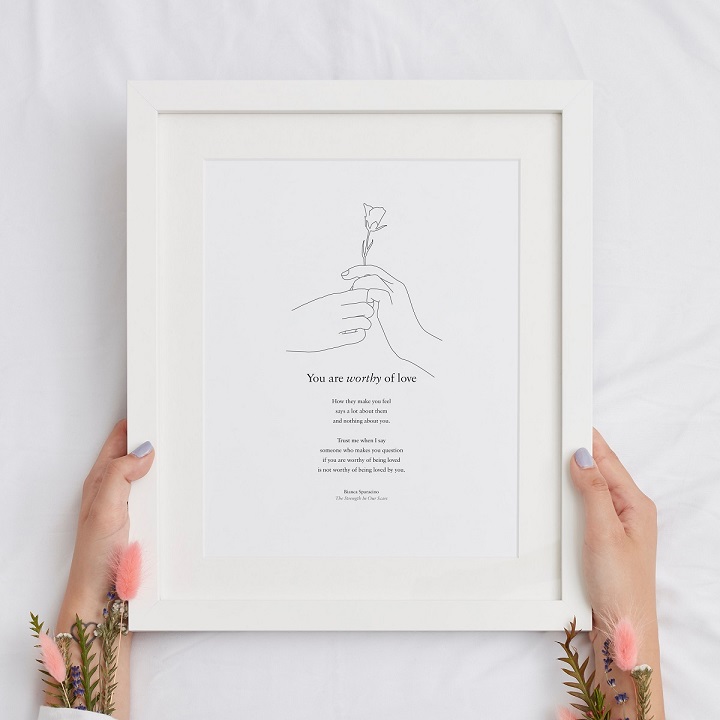 You are worthy of love
How they make you feel
says a lot about them
and nothing about you.
Trust me when I say
someone who makes you question
if you are worthy of being loved
is not worthy of being loved by you.
Bianca Sparacino
The Strength In Our Scars